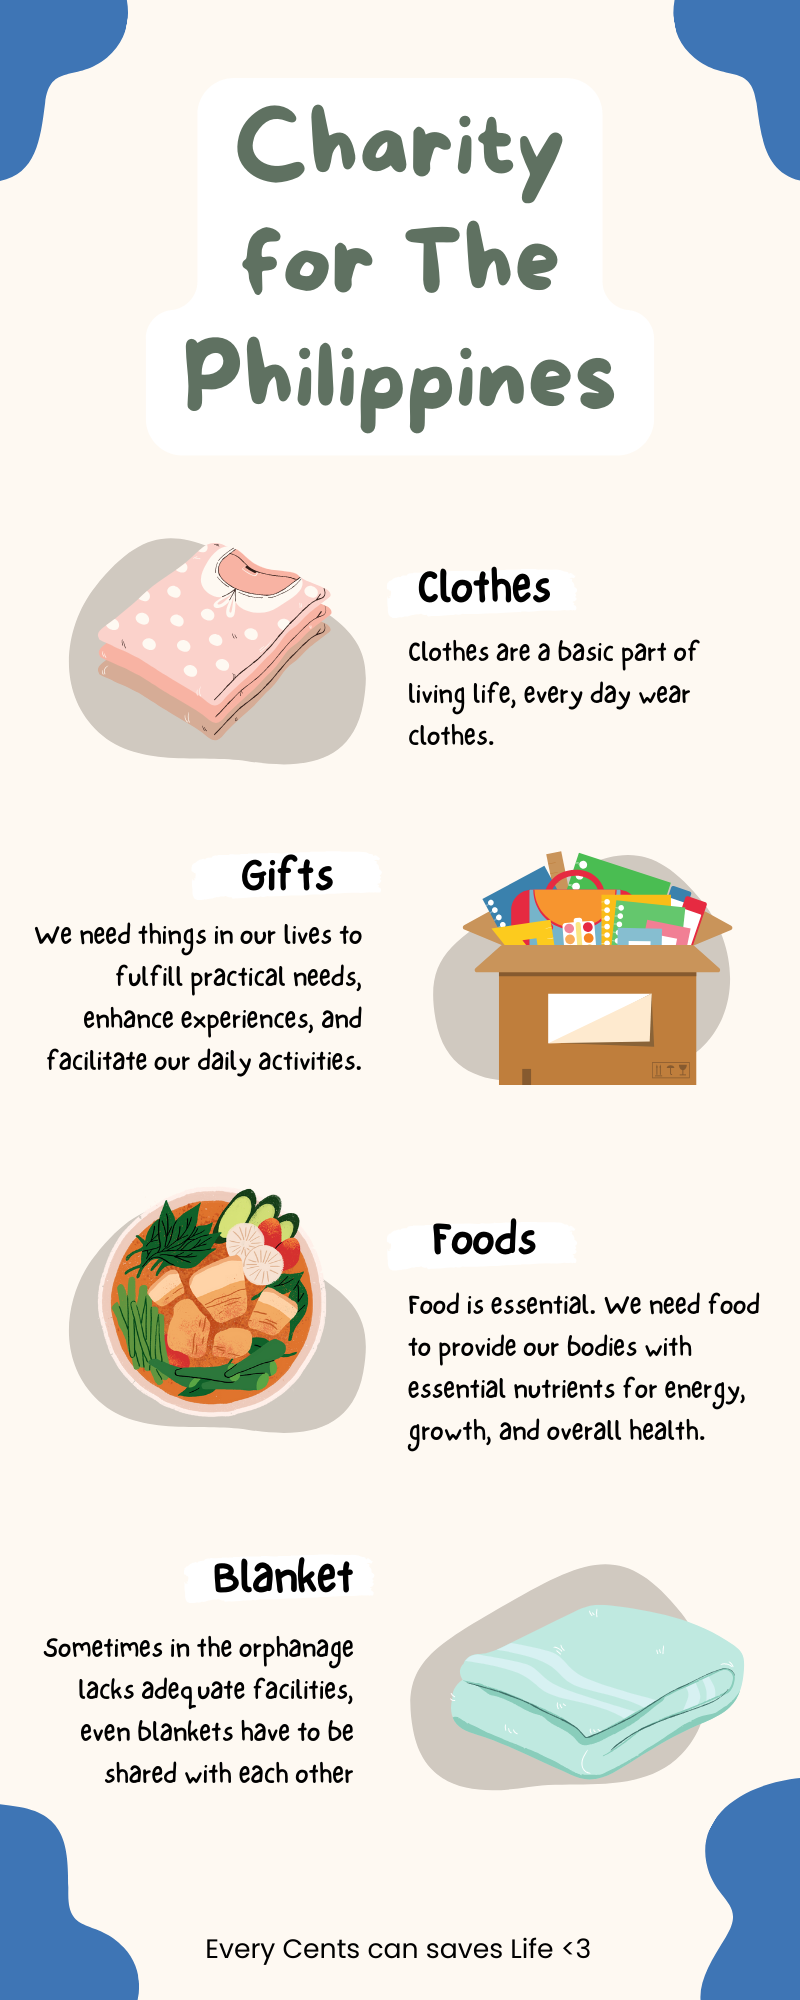 Charity
for The
Philippines
Clothes
Clothes are a basic part of
living life, every day wear
clothes.
Gifts
We need things in our lives to
fulfill practical needs,
enhance experiences, and
facilitate our daily activities.
Foods
Food is essential. We need food
to provide our bodies with
essential nutrients for energy,
growth, and overall health.
Blanket
Sometimes in the orphanage
lacks adequate facilities,
even blankets have to be
shared with each other
Every Cents can saves Life <3